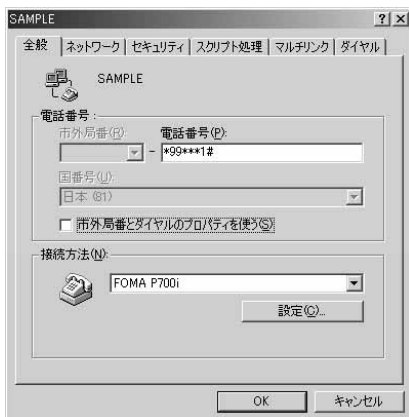 SAMPLE
全般 ネットワーク セキュリティ スクリプト処理 マルチリンク ダイヤル
SAMPLE
電話番号:
市外局番(R): 電話番号(P):
- *99***1#
国番号(U):
日本 (81)
市外局番とダイヤルのプロパティを使う(S)
接続方法(N):
FOMA P700i
設定(C)...
OK キャンセル